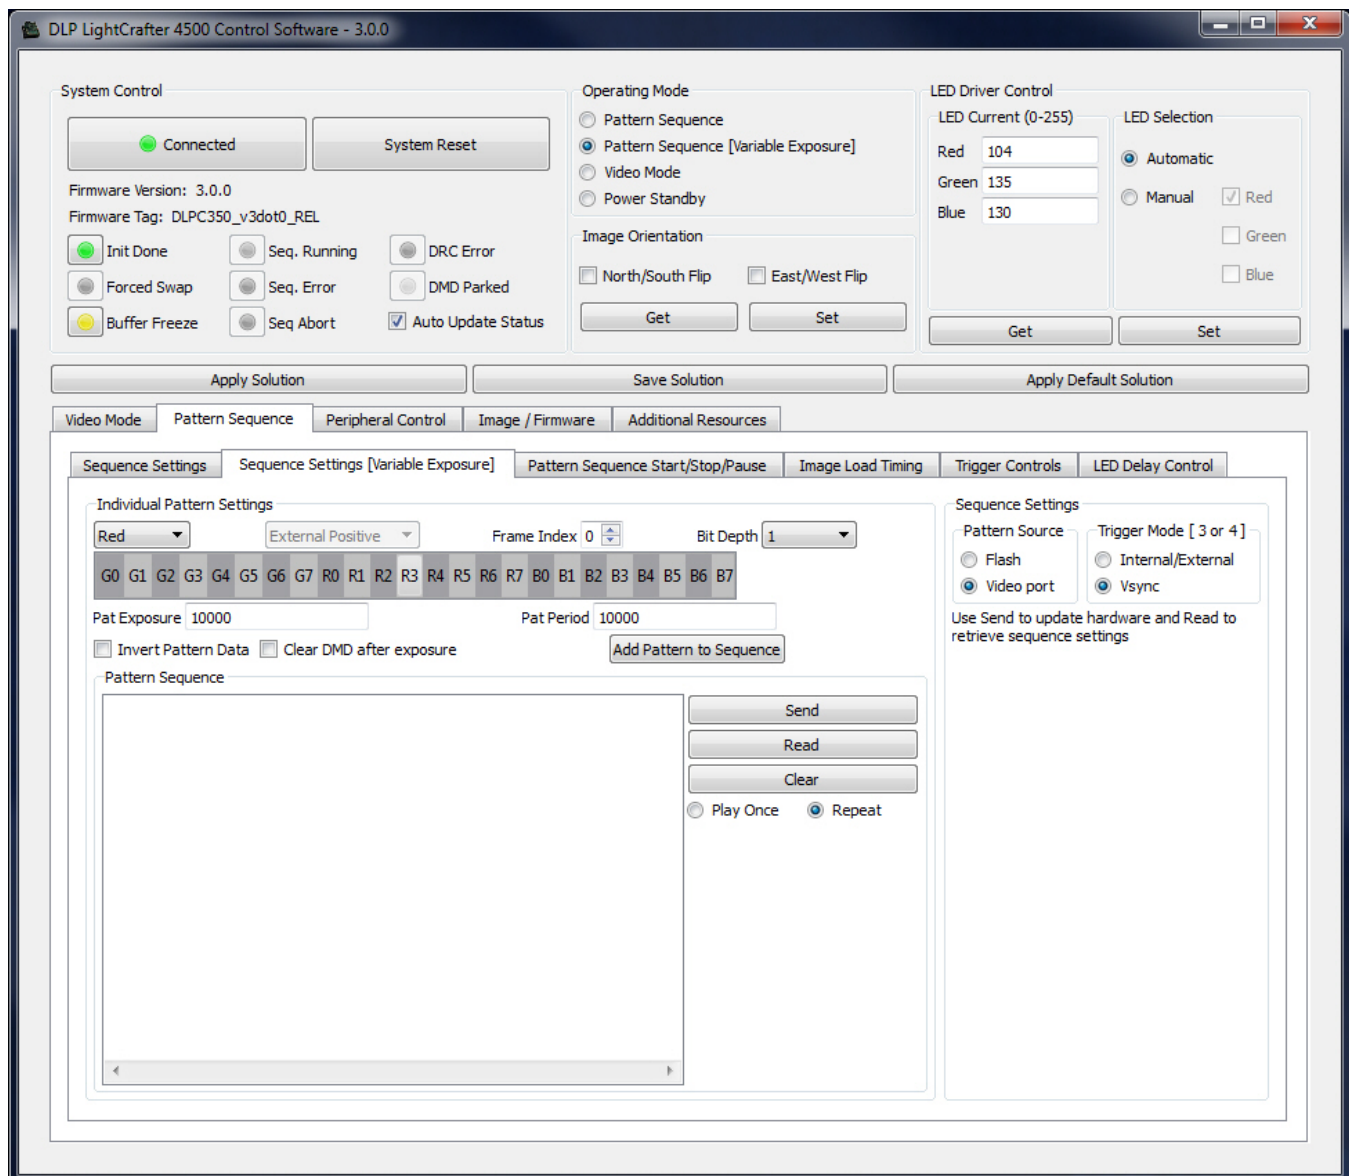 DLP LightCrafter 4500 Control Software - 3.0.0
System Control
Connected
System Reset
Firmware Version: 3.0.0
Firmware Tag: DLPC350_v3dot0_REL
Init Done
Seq. Running
DRC Error
Forced Swap
Seq. Error
DMD Parked
Buffer Freeze
Seq Abort
Auto Update Status
Operating Mode
Pattern Sequence
Pattern Sequence [Variable Exposure]
Video Mode
Power Standby
Image Orientation
North/South Flip
East/West Flip
Get
Set
LED Driver Control
LED Current (0-255)
Red 104
Green 135
Blue 130
LED Selection
Automatic
Manual
Red
Green
Blue
Get
Set
Apply Solution
Save Solution
Apply Default Solution
Video Mode
Pattern Sequence
Peripheral Control
Image / Firmware
Additional Resources
Sequence Settings
Sequence Settings [Variable Exposure]
Pattern Sequence Start/Stop/Pause
Image Load Timing
Trigger Controls
LED Delay Control
Individual Pattern Settings
Red
External Positive
Frame Index 0
Bit Depth 1
G0 G1 G2 G3 G4 G5 G6 G7 R0 R1 R2 R3 R4 R5 R6 R7 B0 B1 B2 B3 B4 B5 B6 B7
Pat Exposure 10000
Pat Period 10000
Invert Pattern Data
Clear DMD after exposure
Add Pattern to Sequence
Pattern Sequence
Send
Read
Clear
Play Once
Repeat
Sequence Settings
Pattern Source
Flash
Video port
Trigger Mode [ 3 or 4 ]
Internal/External
Vsync
Use Send to update hardware and Read to
retrieve sequence settings